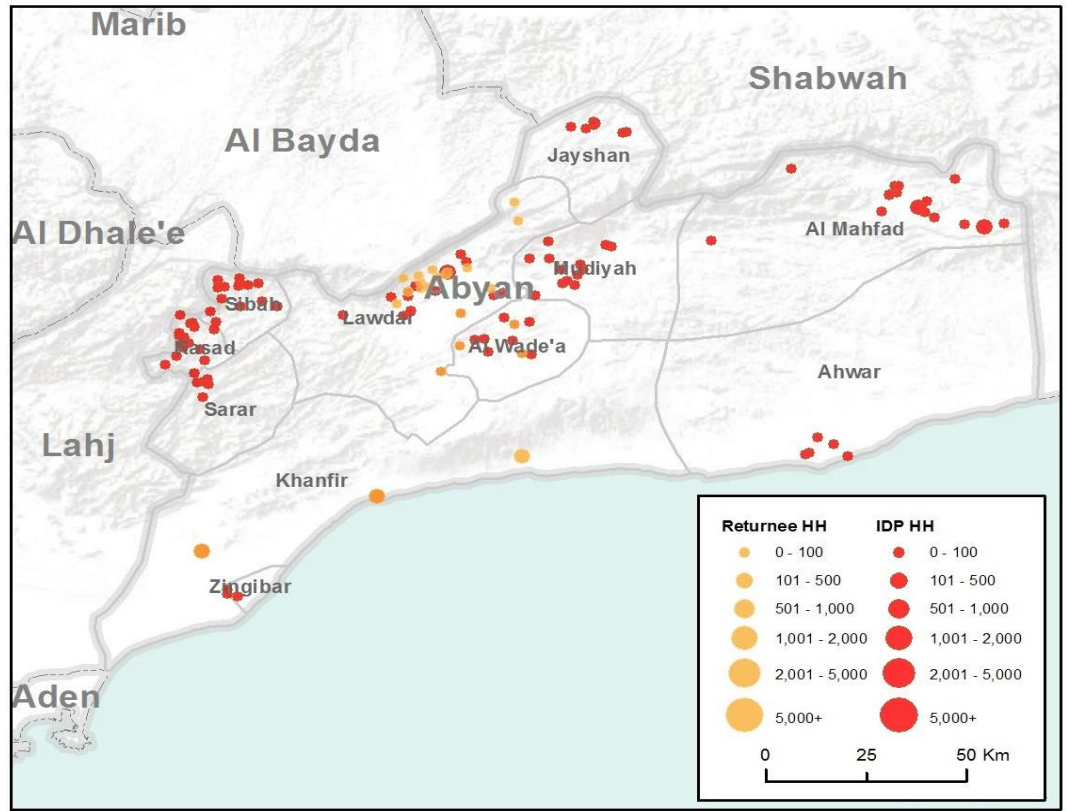 Marib
Shabwah
Al Bayda
Jayshan
Al Dhale'e
Al Mahfad
Mudiyah
Abyan
Sibah
Lawdar
Rasad
Al Wade'a
Ahwar
Sarar
Lahj
Khanfir
Zingibar
Aden
Returnee HH IDP HH
0 - 100 0 - 100
101 - 500 101 - 500
501 - 1,000 501 - 1,000
1,001 - 2,000 1,001 - 2,000
2,001 - 5,000 2,001 - 5,000
5,000+ 5,000+
0 25 50 Km